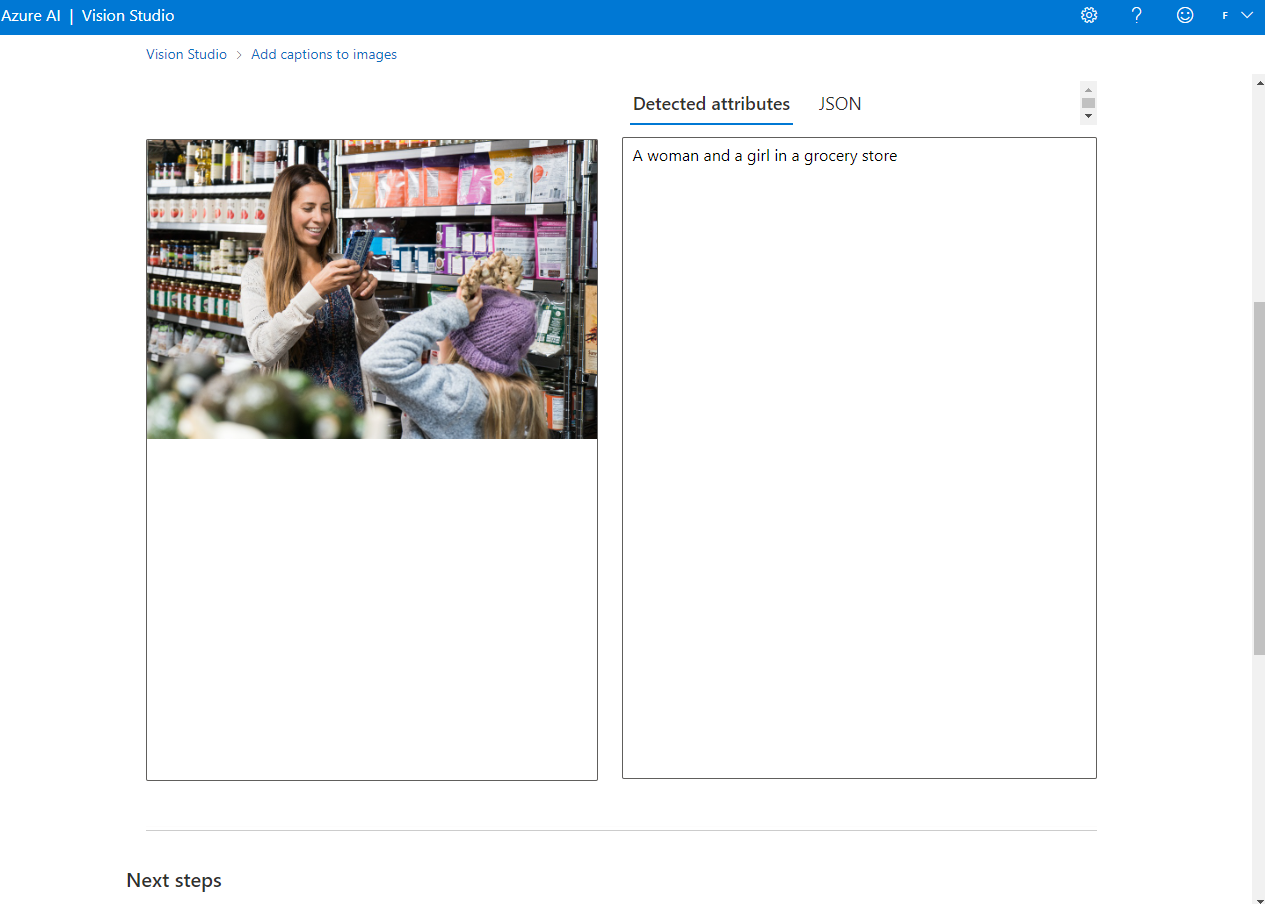 Azure AI | Vision Studio
F
Vision Studio > Add captions to images
Detected attributes
JSON
A woman and a girl in a grocery store
Next steps